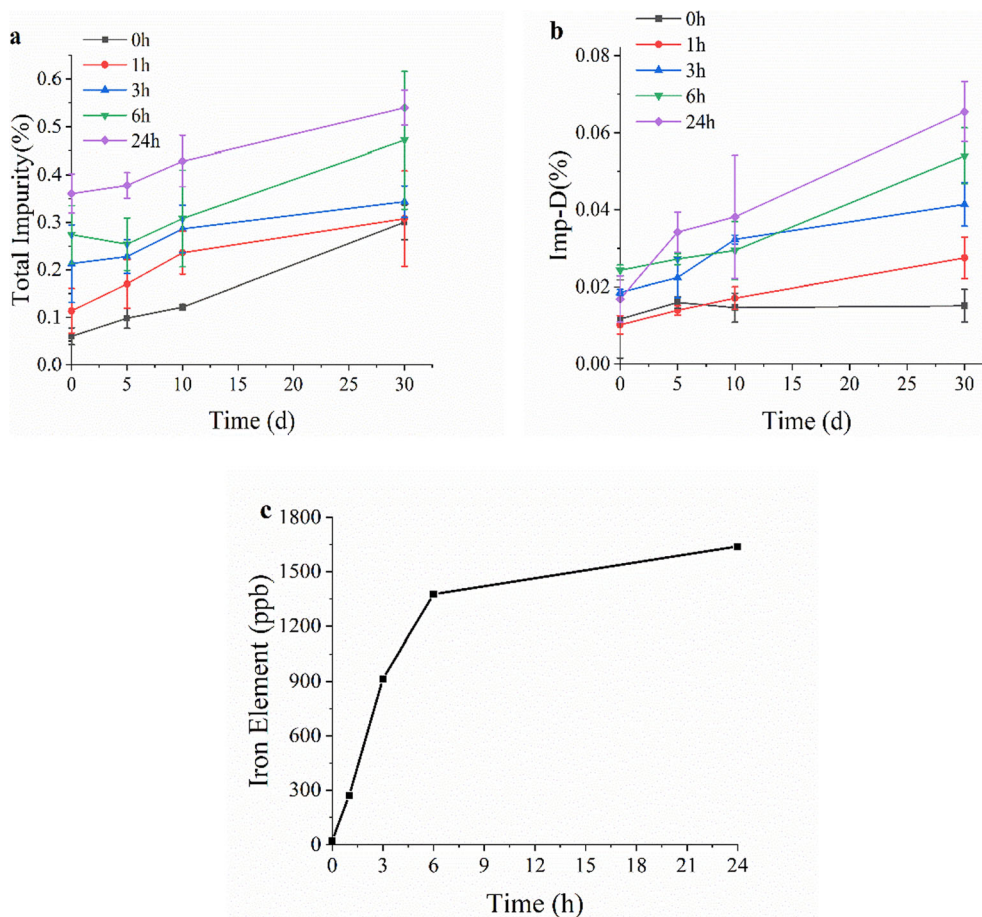 a
0h
1h
3h
6h
24h
Total Impurity(%)
0.6
0.5
0.4
0.3
0.2
0.1
0.0
0 5 10 15 20 25 30
Time (d)
b
0h
1h
3h
6h
24h
Imp-D(%)
0.08
0.06
0.04
0.02
0.00
0 5 10 15 20 25 30
Time (d)
c
Iron Element (ppb)
1800
1500
1200
900
600
300
0
0 3 6 9 12 15 18 21 24
Time (h)